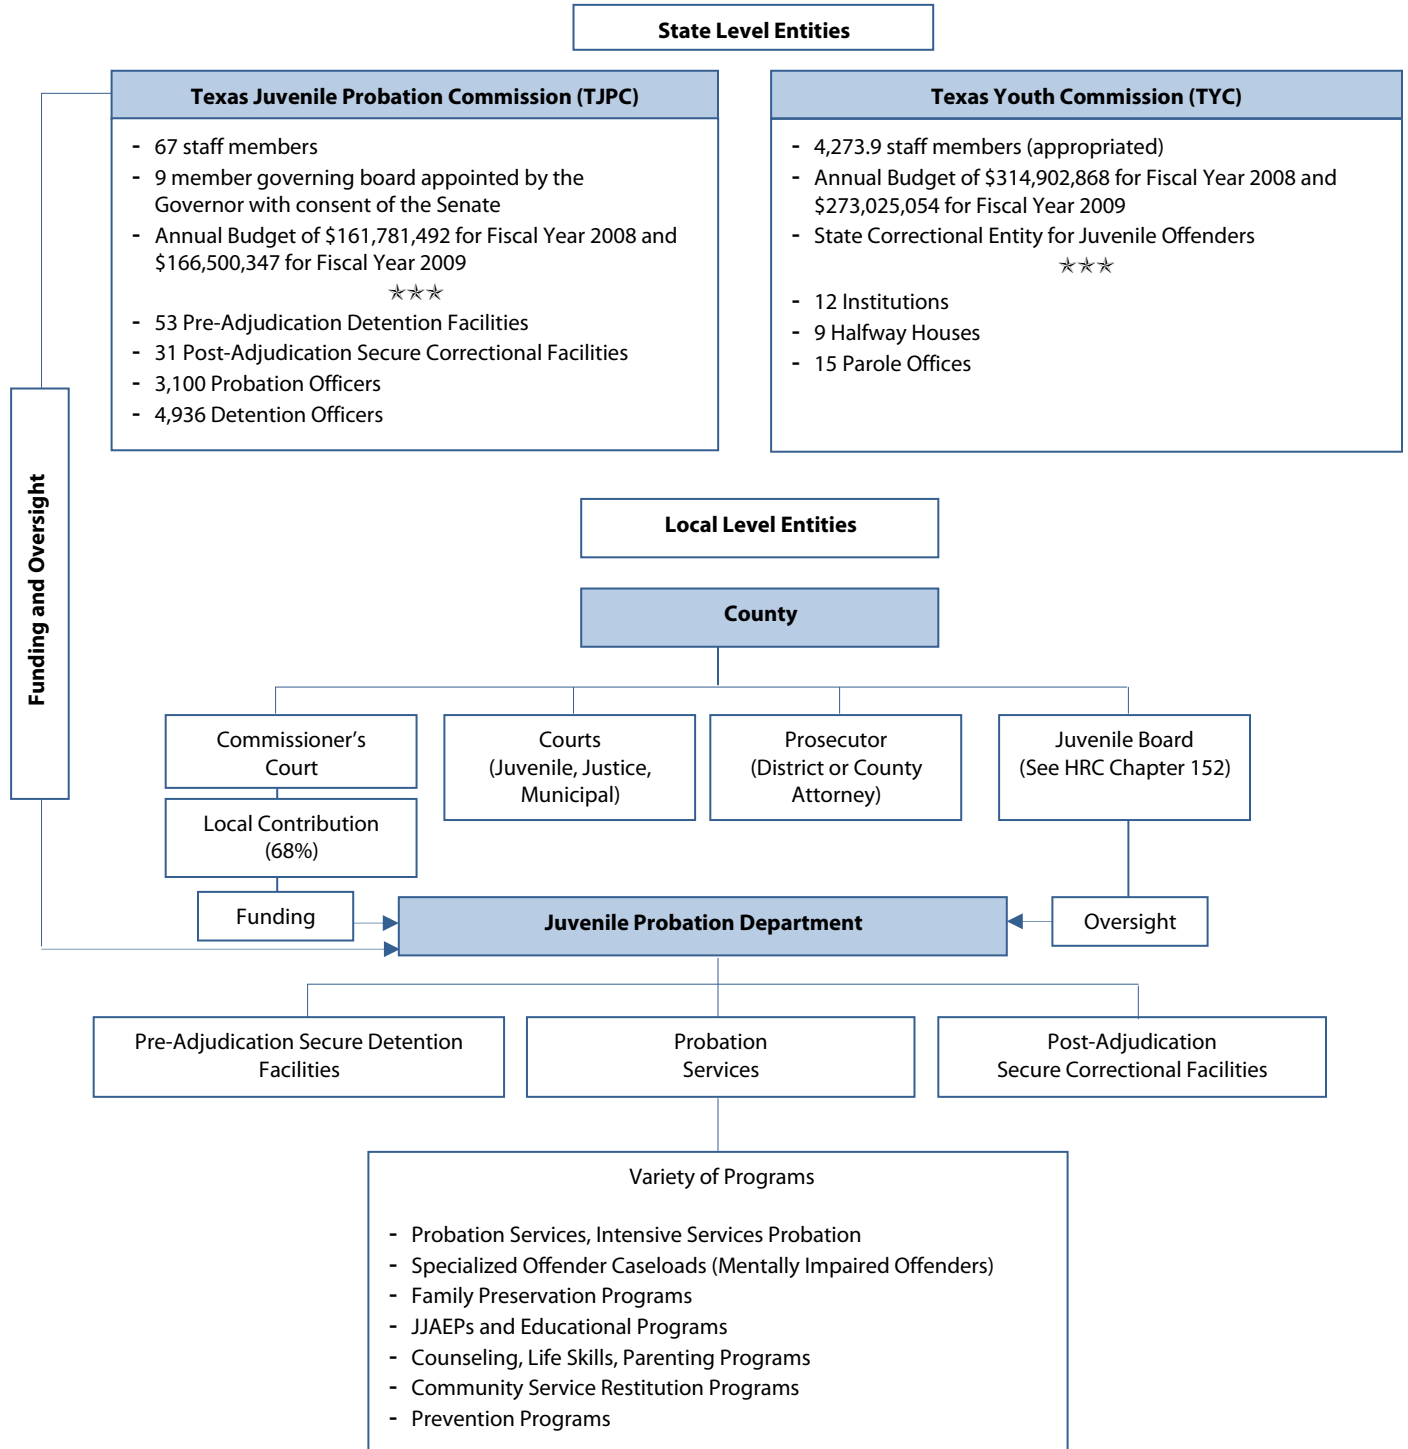 State Level Entities
Texas Juvenile Probation Commission (TJPC)
- 67 staff members
- 9 member governing board appointed by the
Governor with consent of the Senate
- Annual Budget of $161,781,492 for Fiscal Year 2008 and
$166,500,347 for Fiscal Year 2009
✯✯✯
- 53 Pre-Adjudication Detention Facilities
- 31 Post-Adjudication Secure Correctional Facilities
- 3,100 Probation Officers
- 4,936 Detention Officers
Texas Youth Commission (TYC)
- 4,273.9 staff members (appropriated)
- Annual Budget of $314,902,868 for Fiscal Year 2008 and
$273,025,054 for Fiscal Year 2009
- State Correctional Entity for Juvenile Offenders
✯✯✯
- 12 Institutions
- 9 Halfway Houses
- 15 Parole Offices
Funding and Oversight
Local Level Entities
County
Commissioner’s
Court
Courts
(Juvenile, Justice,
Municipal)
Prosecutor
(District or County
Attorney)
Juvenile Board
(See HRC Chapter 152)
Local Contribution
(68%)
Funding
Juvenile Probation Department
Oversight
Pre-Adjudication Secure Detention
Facilities
Probation
Services
Post-Adjudication
Secure Correctional Facilities
Variety of Programs
- Probation Services, Intensive Services Probation
- Specialized Offender Caseloads (Mentally Impaired Offenders)
- Family Preservation Programs
- JJAEPs and Educational Programs
- Counseling, Life Skills, Parenting Programs
- Community Service Restitution Programs
- Prevention Programs